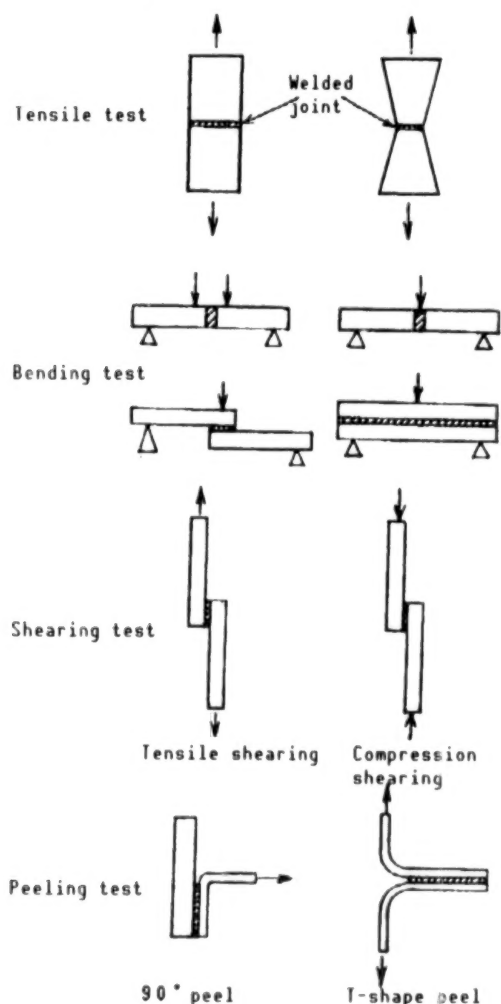 Tensile test
Welded
joint
Bending test
Shearing test
Tensile shearing
Compression
shearing
Peeling test
90° peel
T-shape peel